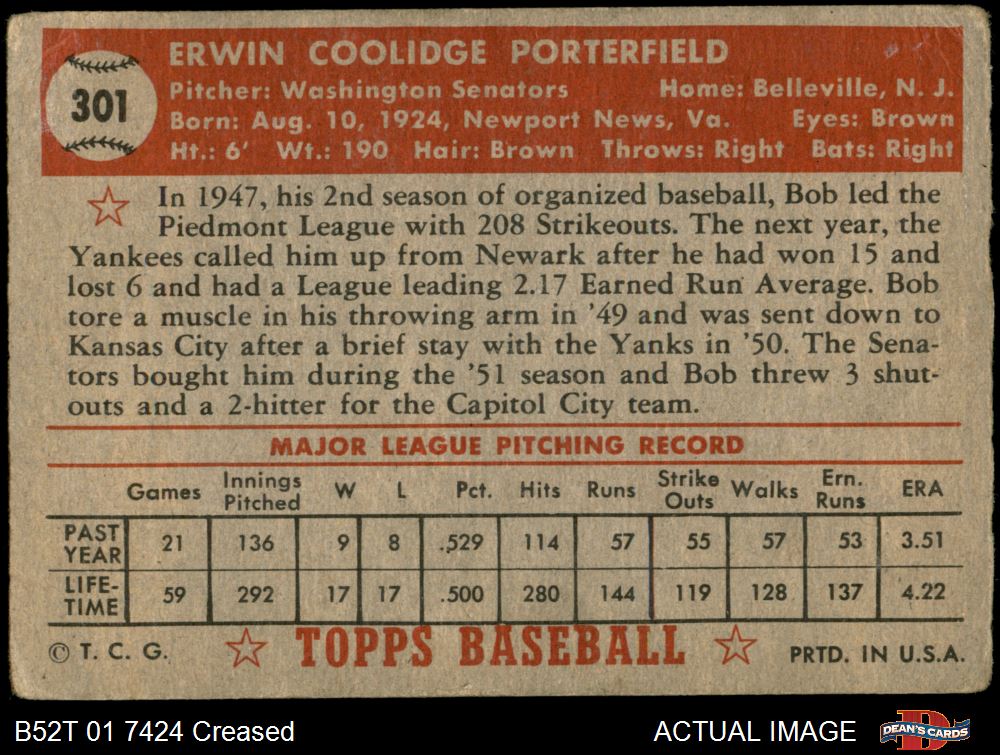 301
ERWIN COOLIDGE PORTERFIELD
Pitcher: Washington Senators Home: Belleville, N. J.
Born: Aug. 10, 1924, Newport News, Va. Eyes: Brown
Ht.: 6' Wt.: 190 Hair: Brown Throws: Right Bats: Right
In 1947, his 2nd season of organized baseball, Bob led the
Piedmont League with 208 Strikeouts. The next year, the
Yankees called him up from Newark after he had won 15 and
lost 6 and had a League leading 2.17 Earned Run Average. Bob
tore a muscle in his throwing arm in '49 and was sent down to
Kansas City after a brief stay with the Yanks in '50. The Sena-
tors bought him during the '51 season and Bob threw 3 shut-
outs and a 2-hitter for the Capitol City team.
MAJOR LEAGUE PITCHING RECORD
Games Innings Pitched W L Pct. Hits Runs Strike Outs Walks Ern. Runs ERA
PAST YEAR 21 136 9 8 .529 114 57 55 57 53 3.51
LIFE-TIME 59 292 17 17 .500 280 144 119 128 137 4.22
© T. C. G. TOPPS BASEBALL PRTD. IN U.S.A.
B52T 01 7424 Creased ACTUAL IMAGE DEAN'S CARDS